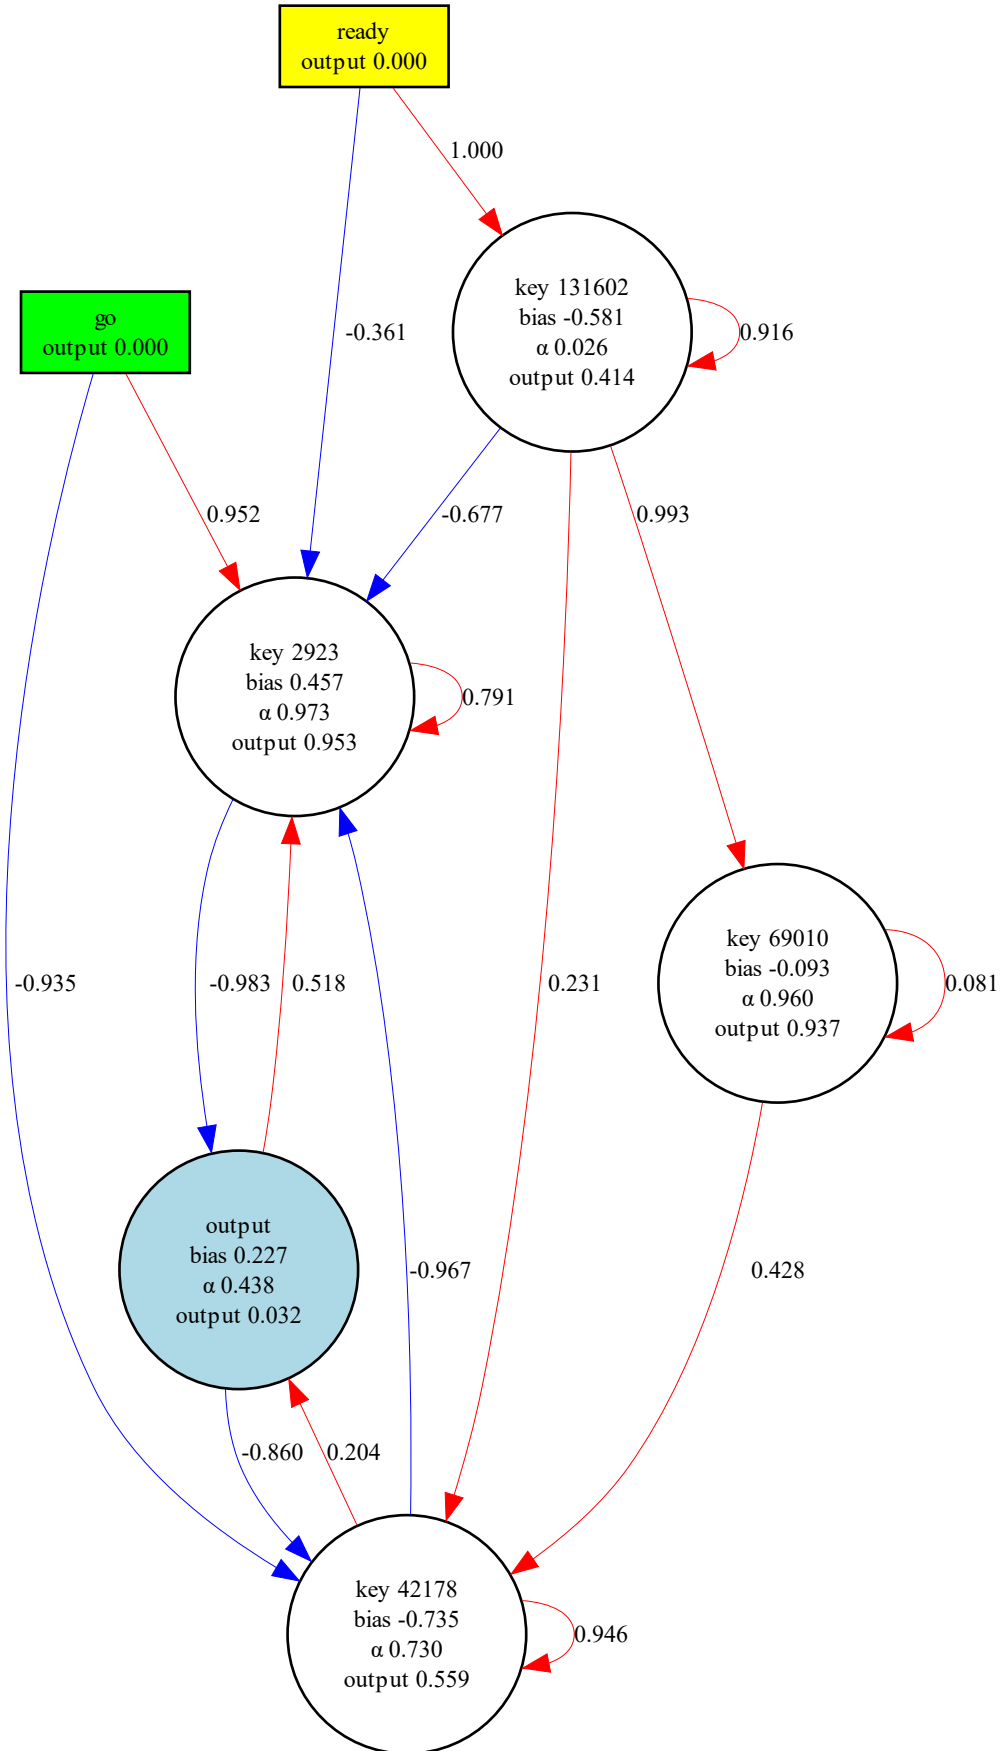 ready
output 0.000
1.000
go
output 0.000
-0.361
key 131602
bias -0.581
α 0.026
output 0.414
0.916
0.952
-0.677
0.993
key 2923
bias 0.457
α 0.973
output 0.953
0.791
-0.935
-0.983
0.518
0.231
key 69010
bias -0.093
α 0.960
output 0.937
0.081
output
bias 0.227
α 0.438
output 0.032
-0.967
0.428
-0.860
0.204
key 42178
bias -0.735
α 0.730
output 0.559
0.946